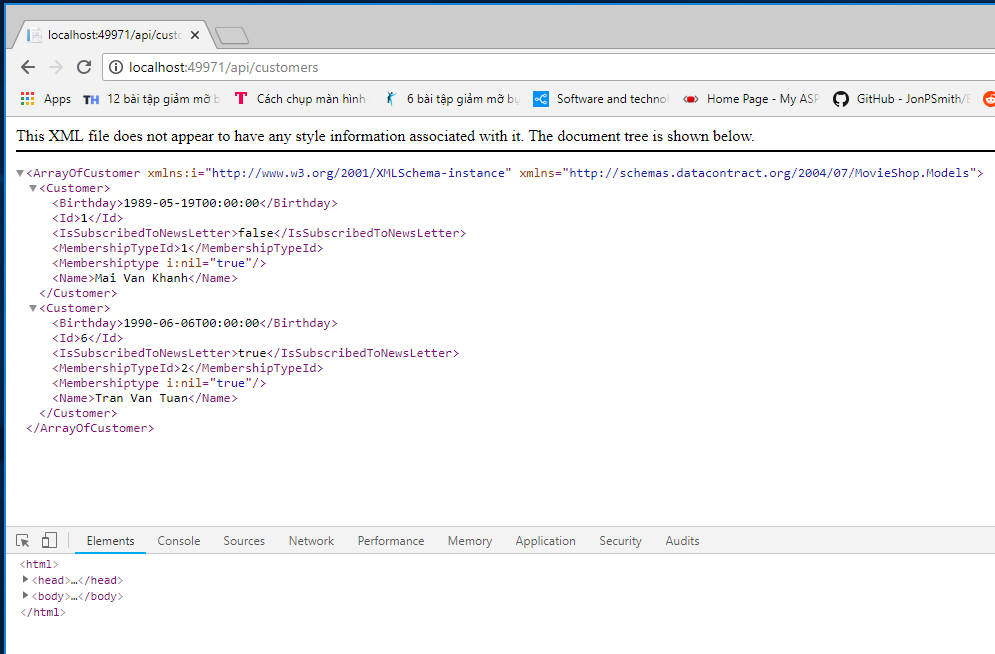 localhost:49971/api/custo
localhost:49971/api/customers
Apps TH 12 bài tập giảm mỡ b T Cách chụp màn hình 6 bài tập giảm mỡ bụ Software and technol Home Page - My ASP GitHub - JonPSmith/E
This XML file does not appear to have any style information associated with it. The document tree is shown below.
<ArrayOfCustomer xmlns:i="http://www.w3.org/2001/XMLSchema-instance" xmlns="http://schemas.datacontract.org/2004/07/MovieShop.Models">
<Customer>
<Birthday>1989-05-19T00:00:00</Birthday>
<Id>1</Id>
<IsSubscribedToNewsLetter>false</IsSubscribedToNewsLetter>
<MembershipTypeId>1</MembershipTypeId>
<Membershiptype i:nil="true"/>
<Name>Mai Van Khanh</Name>
</Customer>
<Customer>
<Birthday>1990-06-06T00:00:00</Birthday>
<Id>6</Id>
<IsSubscribedToNewsLetter>true</IsSubscribedToNewsLetter>
<MembershipTypeId>2</MembershipTypeId>
<Membershiptype i:nil="true"/>
<Name>Tran Van Tuan</Name>
</Customer>
</ArrayOfCustomer>
Elements Console Sources Network Performance Memory Application Security Audits
<html>
<head>…</head>
<body>…</body>
</html>